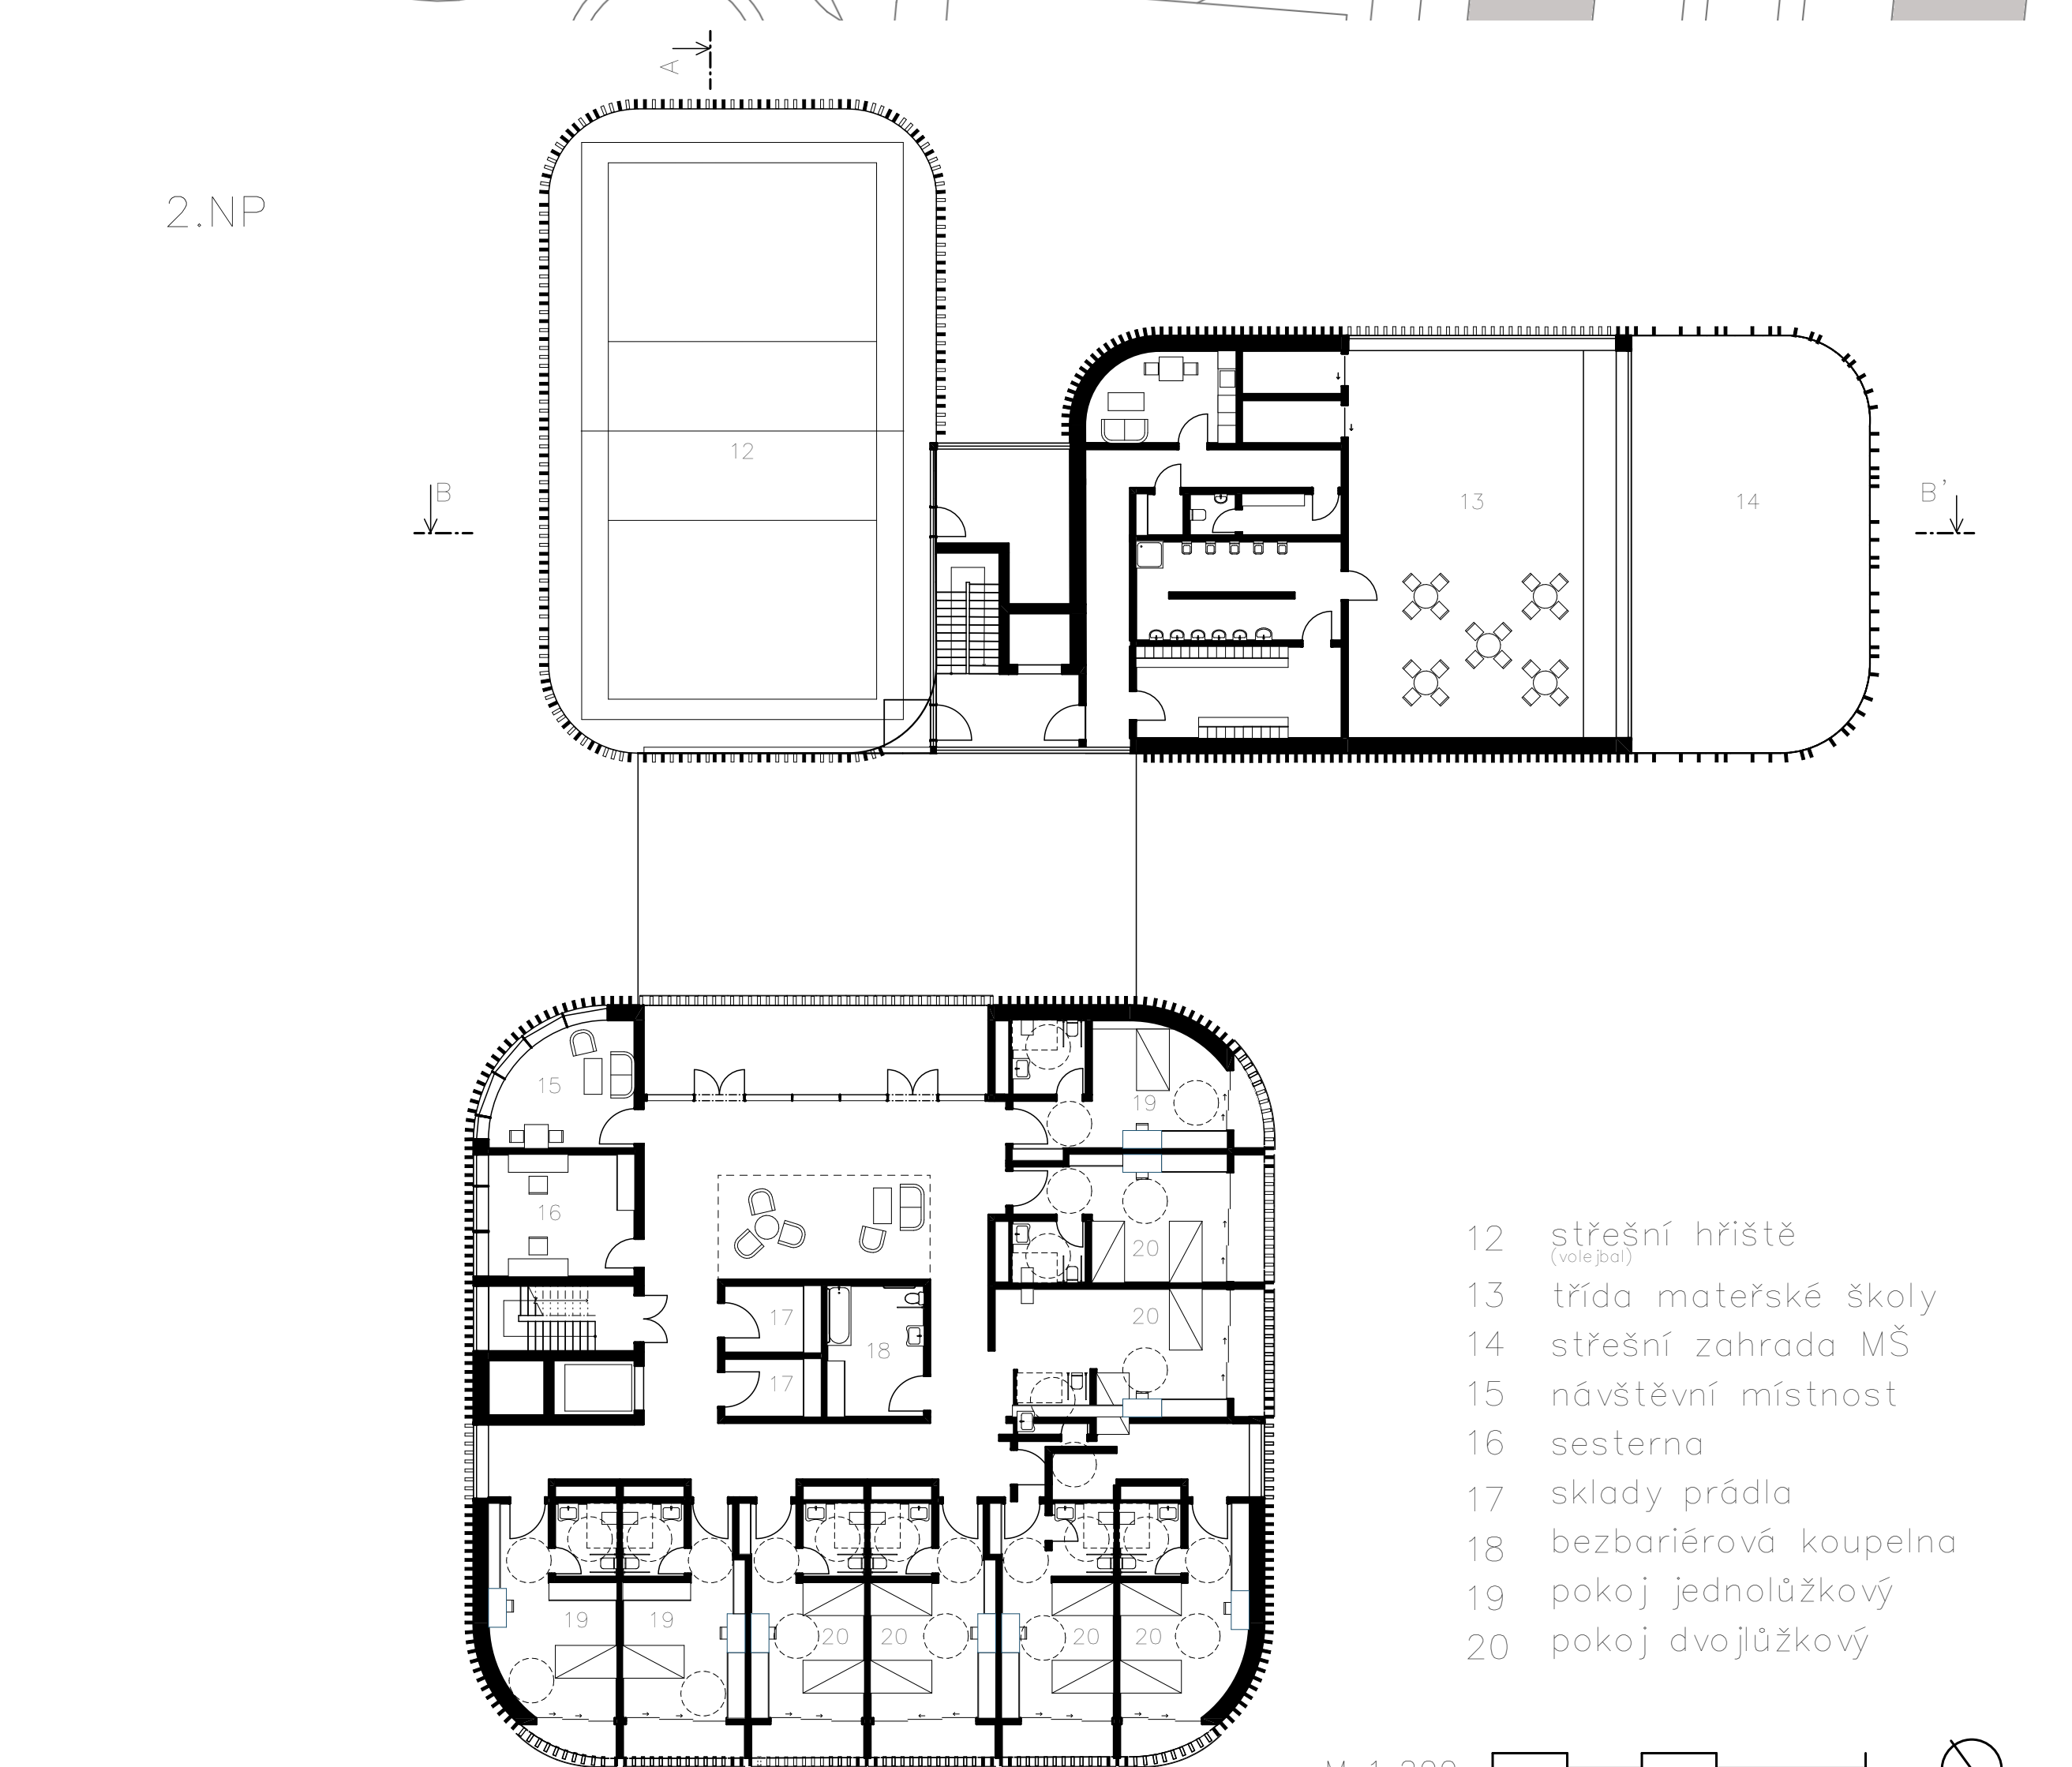 A
2.NP
12
B
13
14
B'
15
19
16
20
20
17
18
17
19
19
20
20
20
20
12 střešní hřiště
(volejbal)
13 třída mateřské školy
14 střešní zahrada MŠ
15 návštěvní místnost
16 sesterna
17 sklady prádla
18 bezbariérová koupelna
19 pokoj jednolůžkový
20 pokoj dvojlůžkový